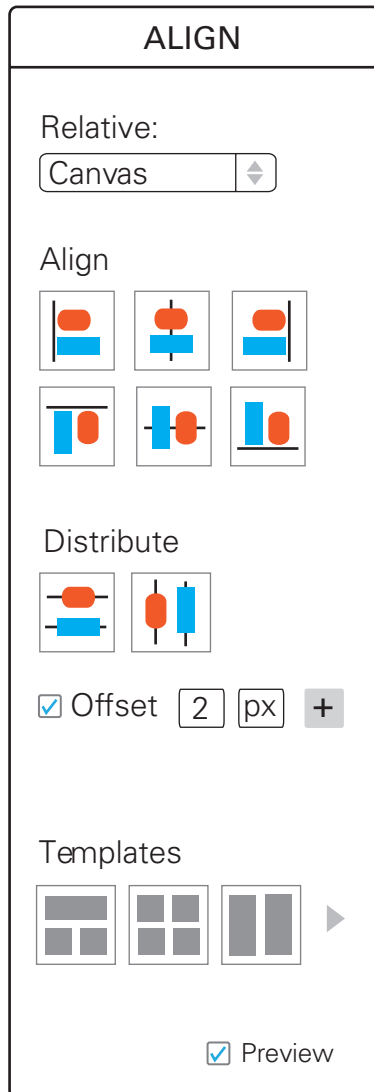 ALIGN
Relative:
Canvas
Align
Distribute
Offset 2 px +
Templates
Preview